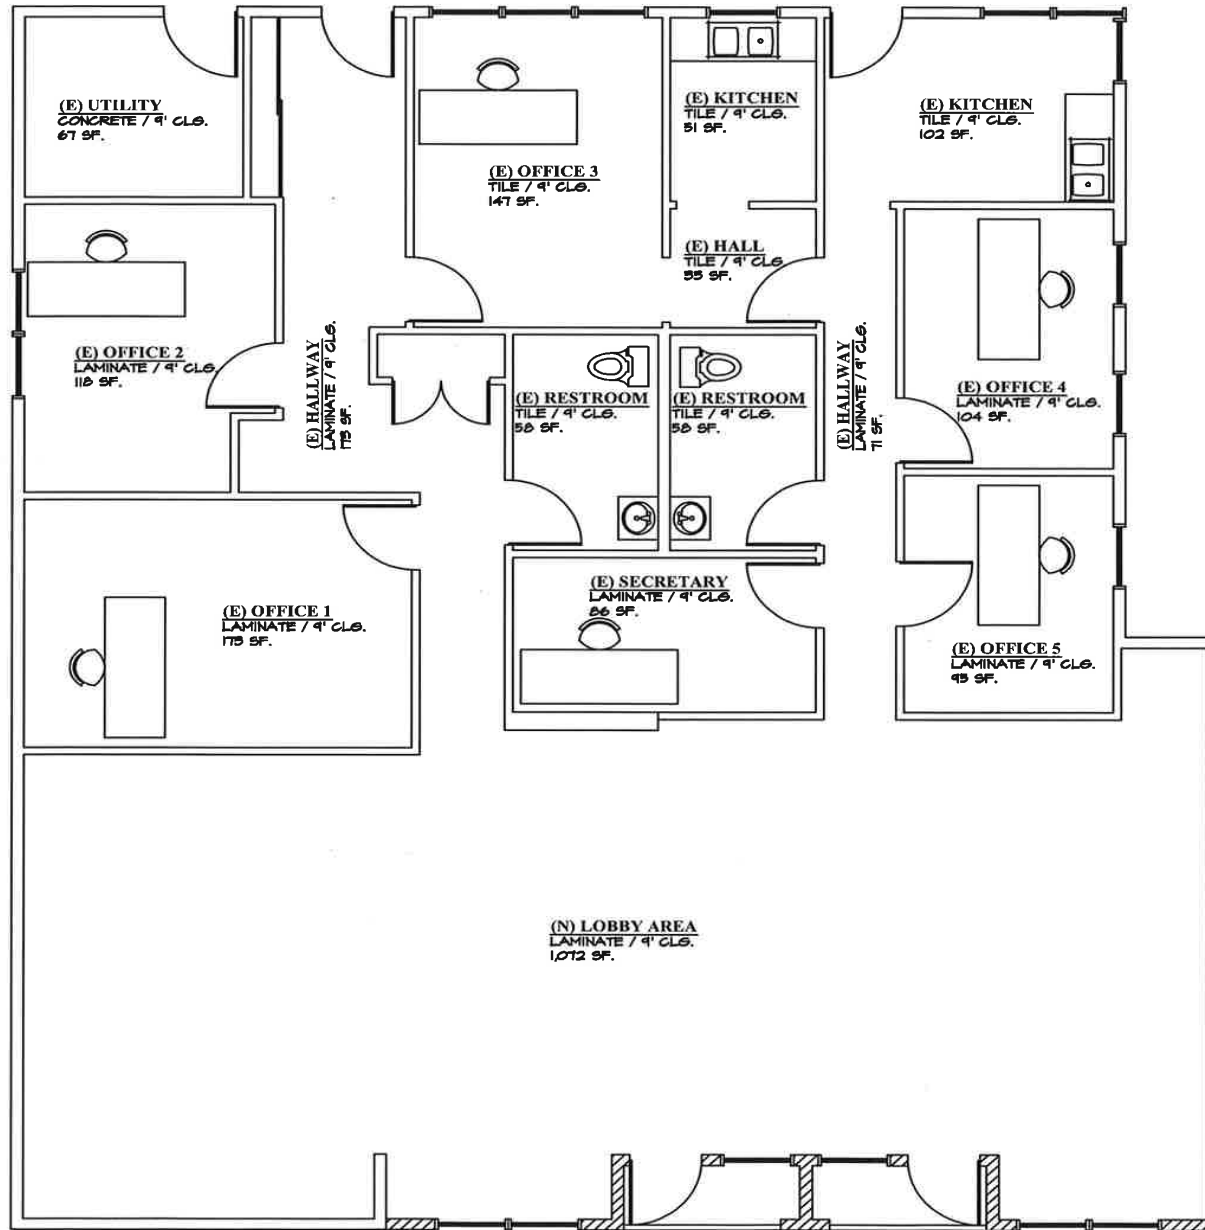 (E) UTILITY
CONCRETE / 9' CLG.
67 SF.
(E) KITCHEN
TILE / 9' CLG.
51 SF.
(E) KITCHEN
TILE / 9' CLG.
102 SF.
(E) OFFICE 3
TILE / 9' CLG.
147 SF.
(E) HALL
TILE / 9' CLG.
55 SF.
(E) OFFICE 2
LAMINATE / 9' CLG.
118 SF.
(E) HALLWAY
LAMINATE / 9' CLG.
175 SF.
(E) RESTROOM
TILE / 9' CLG.
58 SF.
(E) RESTROOM
TILE / 9' CLG.
58 SF.
(E) HALLWAY
LAMINATE / 9' CLG.
71 SF.
(E) OFFICE 4
LAMINATE / 9' CLG.
104 SF.
(E) OFFICE 1
LAMINATE / 9' CLG.
175 SF.
(E) SECRETARY
LAMINATE / 9' CLG.
86 SF.
(E) OFFICE 5
LAMINATE / 9' CLG.
95 SF.
(N) LOBBY AREA
LAMINATE / 9' CLG.
1,072 SF.